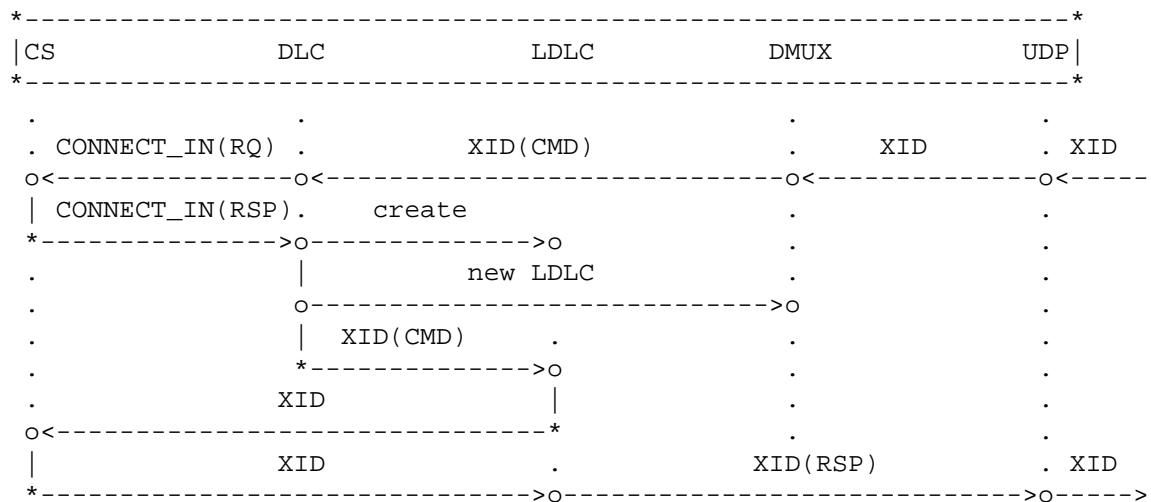 *----------------------------------------------------------------*
|CS             DLC            LDLC           DMUX            UDP|
*----------------------------------------------------------------*
 .                .                             .               .
 . CONNECT_IN(RQ) .          XID(CMD)           .     XID       . XID
 o<---------------o<----------------------------o<--------------o<-----
 | CONNECT_IN(RSP).    create                   .               .
 *--------------->o-------------->o             .               .
 .                |         new LDLC            .               .
 .                o---------------------------->o               .
 .                |  XID(CMD)     .             .               .
 .                *-------------->o             .               .
 .               XID              |             .               .
 o<-------------------------------*             .               .
 |               XID              .           XID(RSP)          . XID
 *------------------------------->o---------------------------->o----->